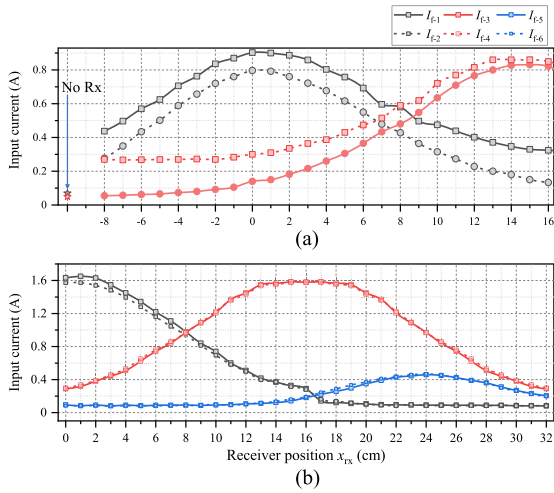 I_f-1 I_f-3 I_f-5
I_f-2 I_f-4 I_f-6
Input current (A)
0.8
0.6
0.4
0.2
0
No Rx
-8 -6 -4 -2 0 2 4 6 8 10 12 14 16
(a)
Input current (A)
1.6
1.2
0.8
0.4
0
0 2 4 6 8 10 12 14 16 18 20 22 24 26 28 30 32
Receiver position x_rx (cm)
(b)